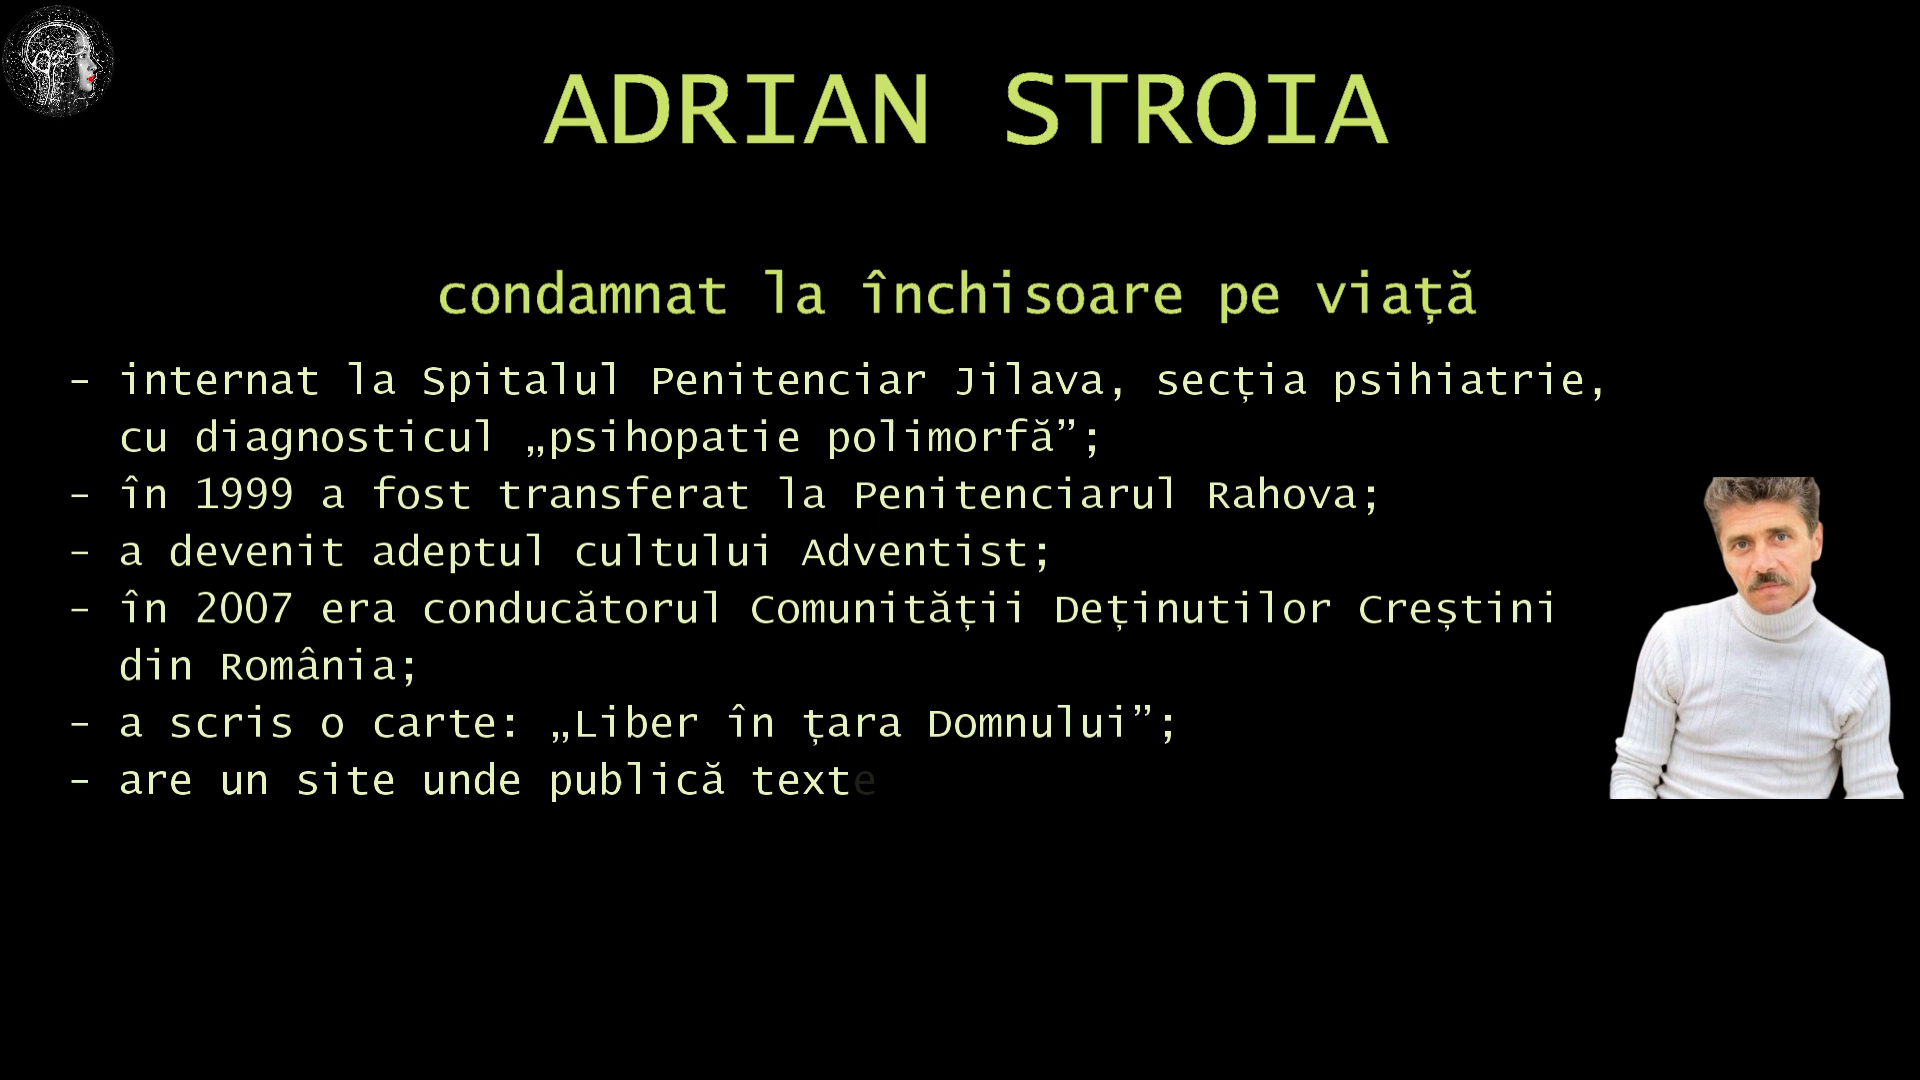 ADRIAN STROIA
condamnat la închisoare pe viață
- internat la Spitalul Penitenciar Jilava, secția psihiatrie,
cu diagnosticul „psihopatie polimorfă”;
- în 1999 a fost transferat la Penitenciarul Rahova;
- a devenit adeptul cultului Adventist;
- în 2007 era conducătorul Comunității Deținutilor Creștini
din România;
- a scris o carte: „Liber în țara Domnului”;
- are un site unde publică texte